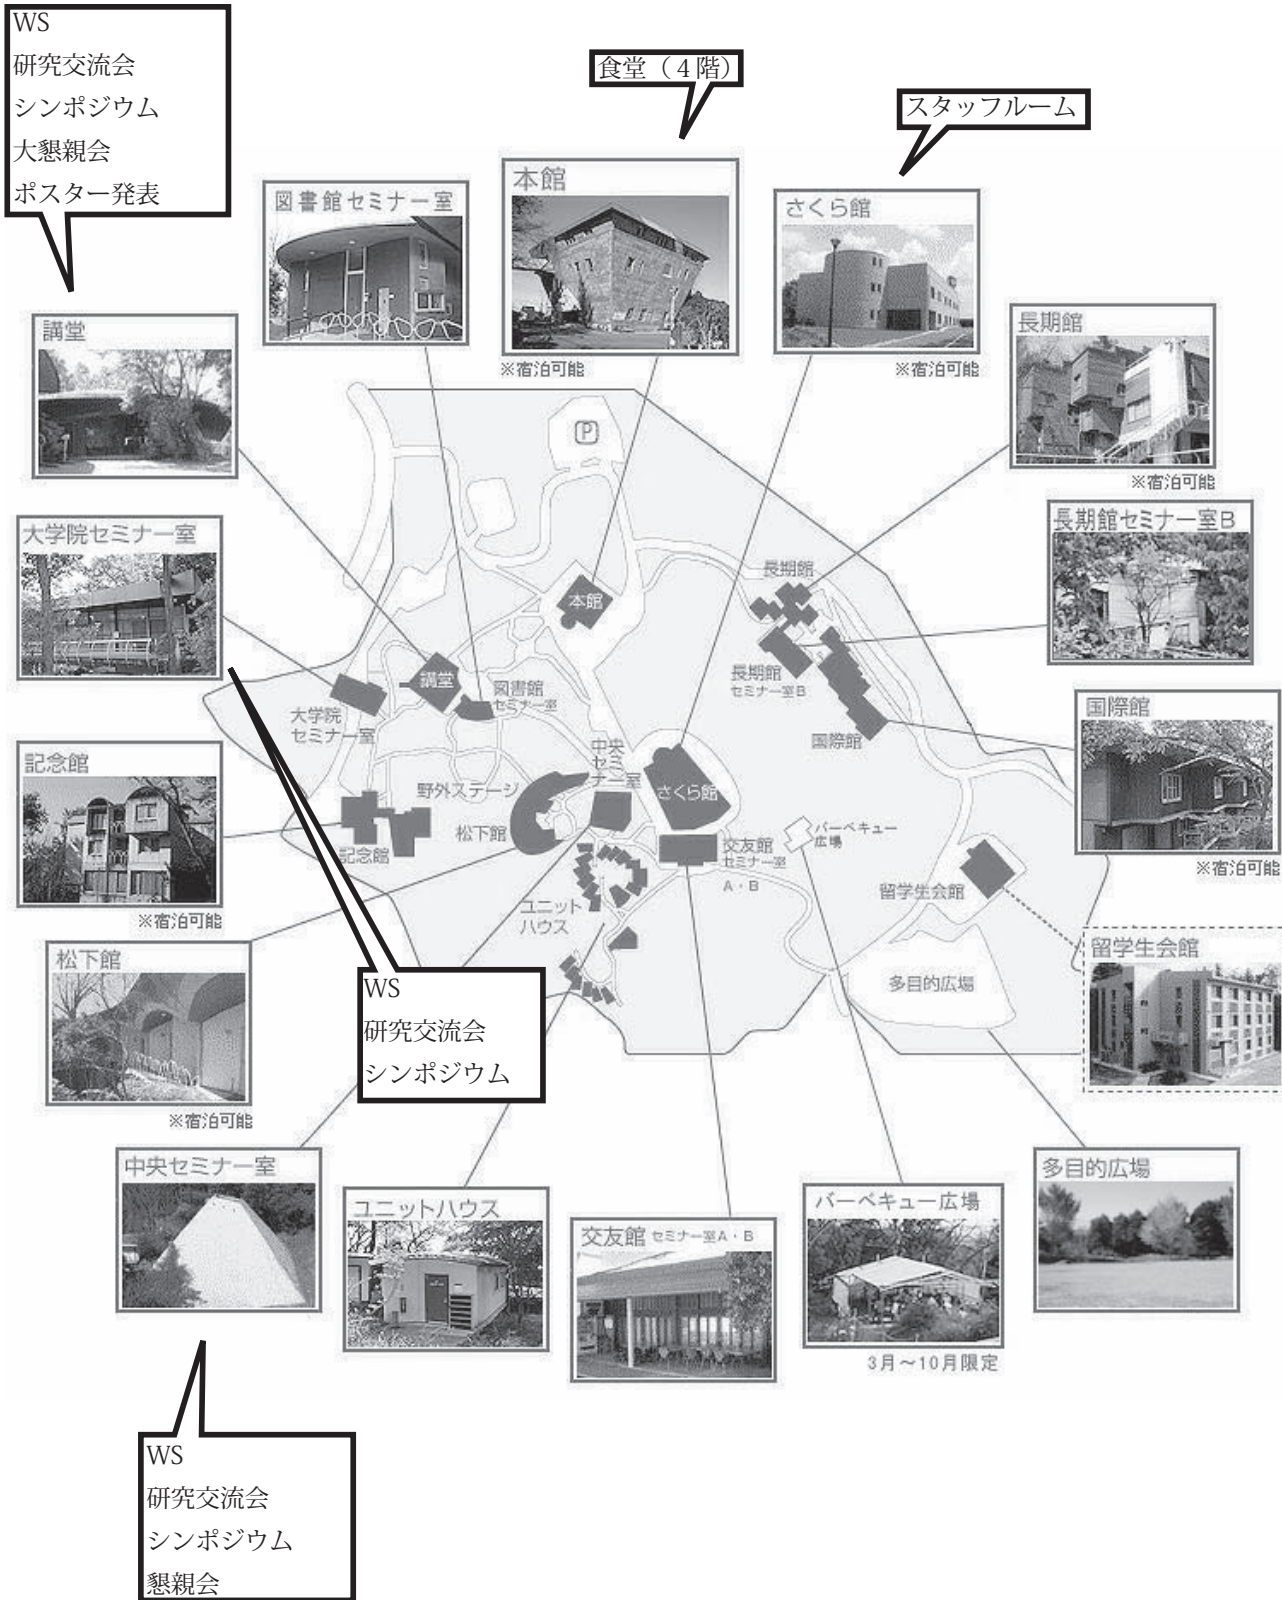 WS
研究交流会
シンポジウム
大懇親会
ポスター発表
食堂（４階）
スタッフルーム
図書館セミナー室
本館
※宿泊可能
さくら館
※宿泊可能
講堂
長期館
※宿泊可能
大学院セミナー室
長期館セミナー室B
記念館
※宿泊可能
国際館
※宿泊可能
P
本館
長期館
講堂
図書館
セミナー室
大学院
セミナー室
長期館
セミナー室B
国際館
中央
セミ
ナー
室
さくら館
野外ステージ
松下館
記念館
交友館
セミナー室
A・B
バーベキュー
広場
ユニット
ハウス
留学生会館
多目的広場
松下館
※宿泊可能
WS
研究交流会
シンポジウム
留学生会館
中央セミナー室
ユニットハウス
交友館 セミナー室A・B
バーベキュー広場
3月～10月限定
多目的広場
WS
研究交流会
シンポジウム
懇親会